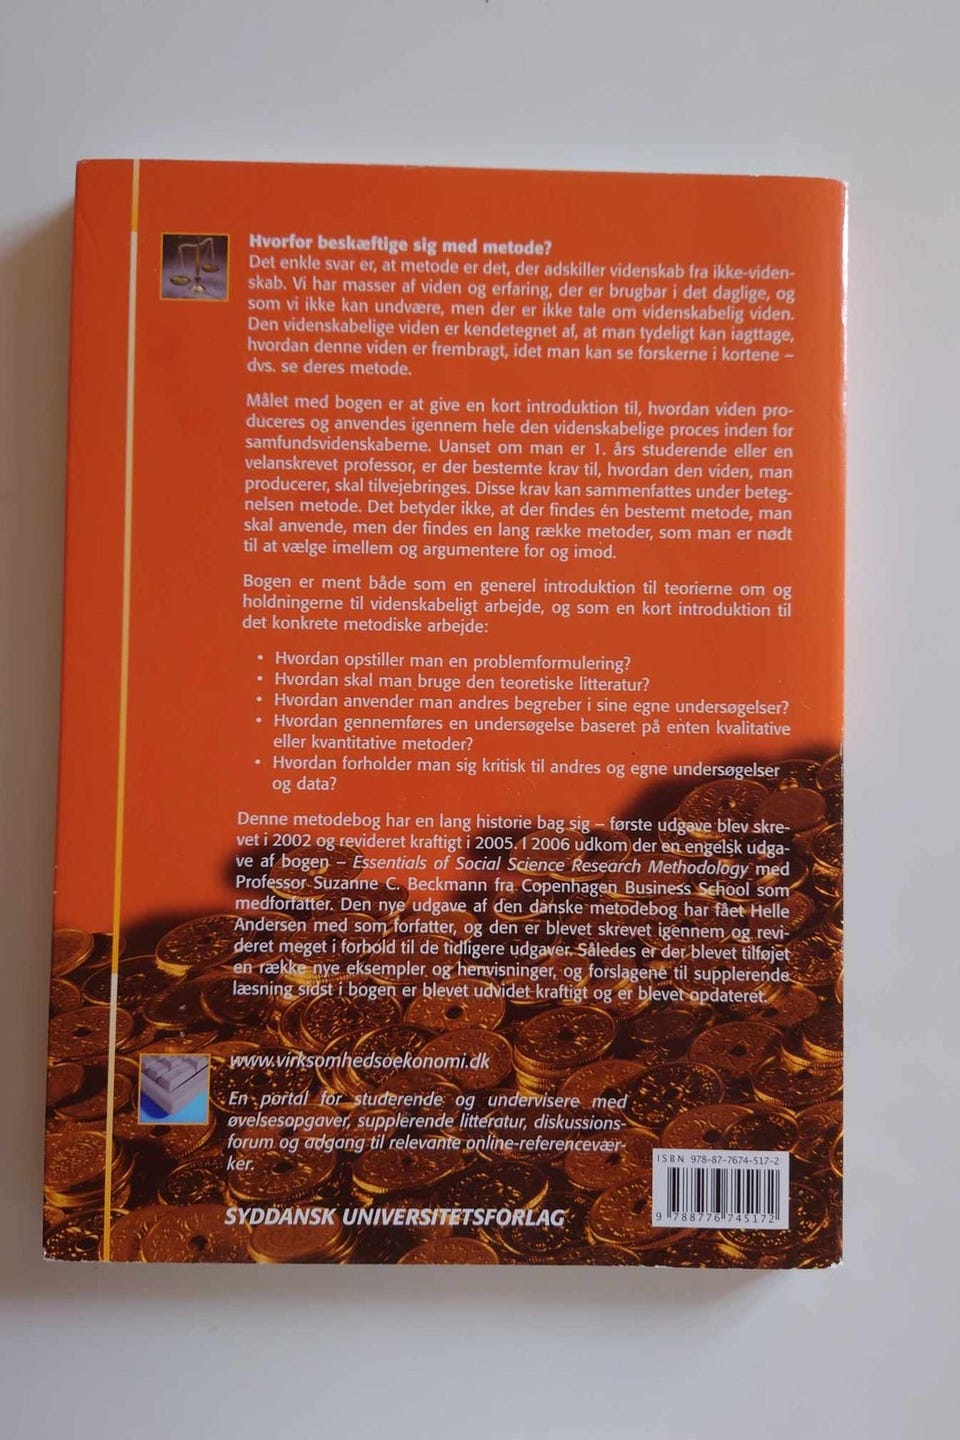 Hvorfor beskæftige sig med metode?
Det enkle svar er, at metode er det, der adskiller videnskab fra ikke-viden-
skab. Vi har masser af viden og erfaring, der er brugbar i det daglige, og
som vi ikke kan undvære, men der er ikke tale om videnskabelig viden.
Den videnskabelige viden er kendetegnet af, at man tydeligt kan iagttage,
hvordan denne viden er frembragt, idet man kan se forskerne i kortene –
dvs. se deres metode.
Målet med bogen er at give en kort introduktion til, hvordan viden pro-
duceres og anvendes igennem hele den videnskabelige proces inden for
samfundsvidenskaberne. Uanset om man er 1. års studerende eller en
velanskrevet professor, er der bestemte krav til, hvordan den viden, man
producerer, skal tilvejebringes. Disse krav kan sammenfattes under beteg-
nelsen metode. Det betyder ikke, at der findes én bestemt metode, man
skal anvende, men der findes en lang række metoder, som man er nødt
til at vælge imellem og argumentere for og imod.
Bogen er ment både som en generel introduktion til teorierne om og
holdningerne til videnskabeligt arbejde, og som en kort introduktion til
det konkrete metodiske arbejde:
• Hvordan opstiller man en problemformulering?
• Hvordan skal man bruge den teoretiske litteratur?
• Hvordan anvender man andres begreber i sine egne undersøgelser?
• Hvordan gennemføres en undersøgelse baseret på enten kvalitative
eller kvantitative metoder?
• Hvordan forholder man sig kritisk til andres og egne undersøgelser
og data?
Denne metodebog har en lang historie bag sig – første udgave blev skre-
vet i 2002 og revideret kraftigt i 2005. I 2006 udkom der en engelsk udga-
ve af bogen – Essentials of Social Science Research Methodology med
Professor Suzanne C. Beckmann fra Copenhagen Business School som
medforfatter. Den nye udgave af den danske metodebog har fået Helle
Andersen med som forfatter, og den er blevet skrevet igennem og revi-
deret meget i forhold til de tidligere udgaver. Således er der blevet tilføjet
en række nye eksempler og henvisninger, og forslagene til supplerende
læsning sidst i bogen er blevet udvidet kraftigt og er blevet opdateret.
www.virksomhedsoekonomi.dk
En portal for studerende og undervisere med
øvelsesopgaver, supplerende litteratur, diskussions-
forum og adgang til relevante online-referencevær-
ker.
ISBN 978-87-7674-517-2
9 788776 745172
SYDDANSK UNIVERSITETSFORLAG